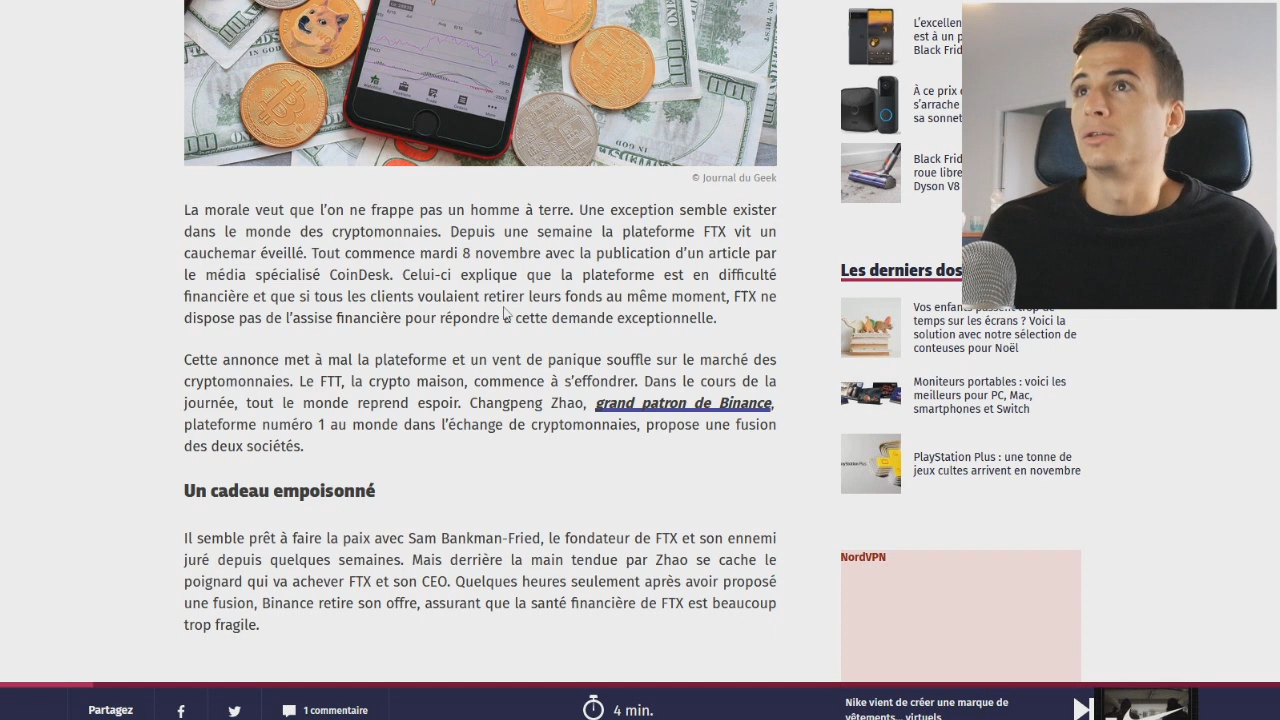 L'excellen
est à un p
Black Frid
À ce prix
s'arrache
sa sonnet
Black Frid
roue libre
Dyson V8
© Journal du Geek
La morale veut que l'on ne frappe pas un homme à terre. Une exception semble exister
dans le monde des cryptomonnaies. Depuis une semaine la plateforme FTX vit un
cauchemar éveillé. Tout commence mardi 8 novembre avec la publication d'un article par
le média spécialisé CoinDesk. Celui-ci explique que la plateforme est en difficulté
financière et que si tous les clients voulaient retirer leurs fonds au même moment, FTX ne
dispose pas de l'assise financière pour répondre à cette demande exceptionnelle.
Cette annonce met à mal la plateforme et un vent de panique souffle sur le marché des
cryptomonnaies. Le FTT, la crypto maison, commence à s'effondrer. Dans le cours de la
journée, tout le monde reprend espoir. Changpeng Zhao, grand patron de Binance,
plateforme numéro 1 au monde dans l'échange de cryptomonnaies, propose une fusion
des deux sociétés.
Un cadeau empoisonné
Il semble prêt à faire la paix avec Sam Bankman-Fried, le fondateur de FTX et son ennemi
juré depuis quelques semaines. Mais derrière la main tendue par Zhao se cache le
poignard qui va achever FTX et son CEO. Quelques heures seulement après avoir proposé
une fusion, Binance retire son offre, assurant que la santé financière de FTX est beaucoup
trop fragile.
Les derniers dos
Vos enfants passent trop de
temps sur les écrans ? Voici la
solution avec notre sélection de
conteuses pour Noël
Moniteurs portables : voici les
meilleurs pour PC, Mac,
smartphones et Switch
PlayStation Plus : une tonne de
jeux cultes arrivent en novembre
NordVPN
Partagez
1 commentaire
4 min.
Nike vient de créer une marque de
vêtements... virtuels